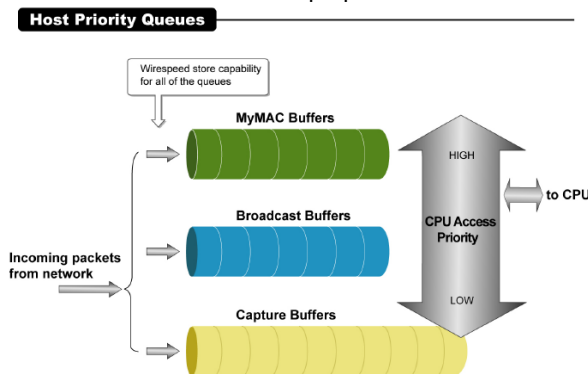 Host Priority Queues
Wirespeed store capability
for all of the queues
MyMAC Buffers
HIGH
to CPU
Broadcast Buffers
CPU Access
Priority
Incoming packets
from network
LOW
Capture Buffers